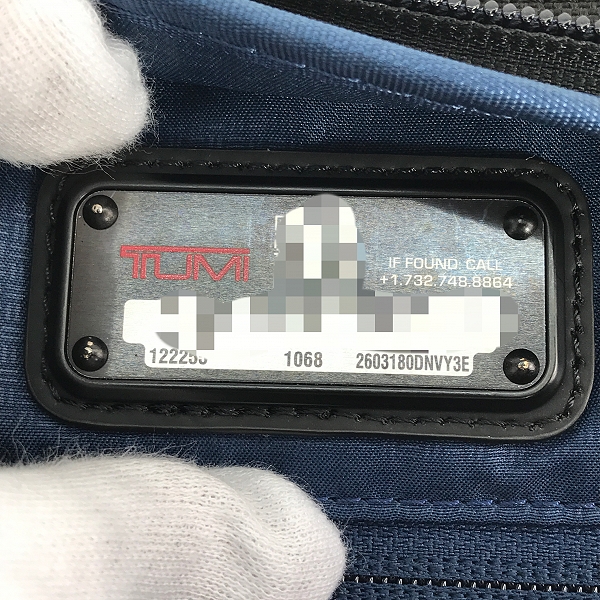 TUMI
IF FOUND CALL
+1.732.748.8864
1068 2603180DNVY3E